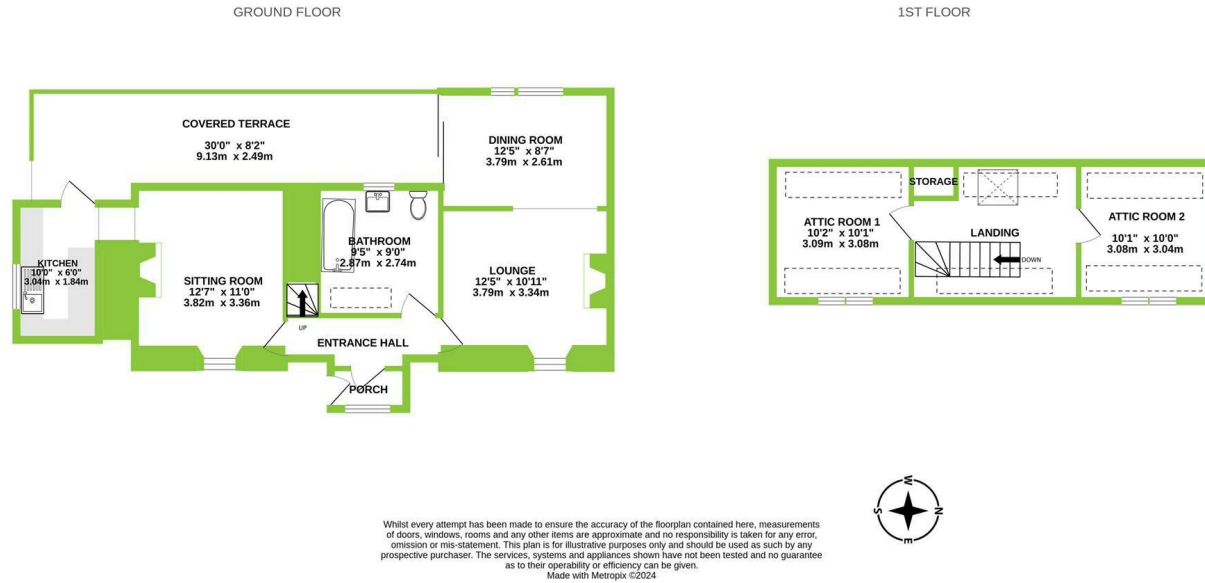 GROUND FLOOR
1ST FLOOR
COVERED TERRACE
30'0" x 8'2"
9.13m x 2.49m
DINING ROOM
12'5" x 8'7"
3.79m x 2.61m
KITCHEN
10'0" x 6'0"
3.04m x 1.84m
SITTING ROOM
12'7" x 11'0"
3.82m x 3.36m
BATHROOM
9'5" x 9'0"
2.87m x 2.74m
LOUNGE
12'5" x 10'11"
3.79m x 3.34m
UP
ENTRANCE HALL
PORCH
STORAGE
ATTIC ROOM 1
10'2" x 10'1"
3.09m x 3.08m
LANDING
DOWN
ATTIC ROOM 2
10'1" x 10'0"
3.08m x 3.04m
W
N
S
E
Whilst every attempt has been made to ensure the accuracy of the floorplan contained here, measurements
of doors, windows, rooms and any other items are approximate and no responsibility is taken for any error,
omission or mis-statement. This plan is for illustrative purposes only and should be used as such by any
prospective purchaser. The services, systems and appliances shown have not been tested and no guarantee
as to their operability or efficiency can be given.
Made with Metropix ©2024